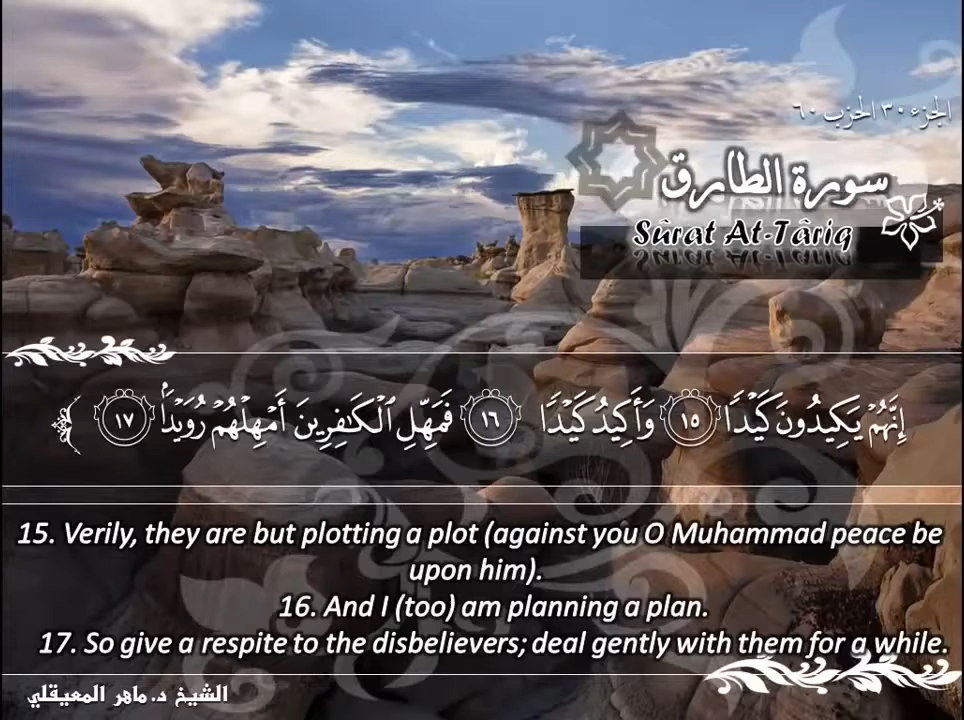 الجزء ٣٠ الحزب ٦٠
سورة الطارق
Sûrat At-Târiq
إِنَّهُمْ يَكِيدُونَ كَيْدًا ١٥ وَأَكِيدُ كَيْدًا ١٦ فَمَهِّلِ الْكَٰفِرِينَ أَمْهِلْهُمْ رُوَيْدًا ١٧
15. Verily, they are but plotting a plot (against you O Muhammad peace be
upon him).
16. And I (too) am planning a plan.
17. So give a respite to the disbelievers; deal gently with them for a while.
الشيخ د. ماهر المعيقلي